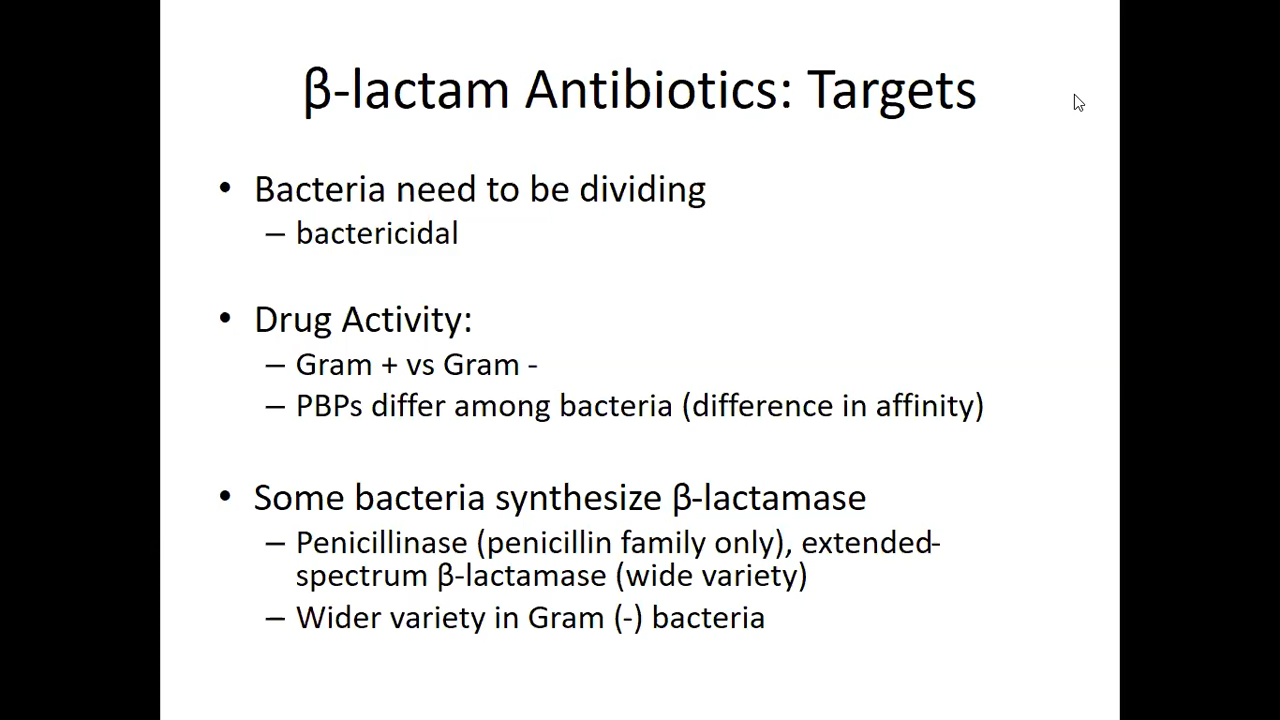 β-lactam Antibiotics: Targets
• Bacteria need to be dividing
– bactericidal
• Drug Activity:
– Gram + vs Gram -
– PBPs differ among bacteria (difference in affinity)
• Some bacteria synthesize β-lactamase
– Penicillinase (penicillin family only), extended-
spectrum β-lactamase (wide variety)
– Wider variety in Gram (-) bacteria